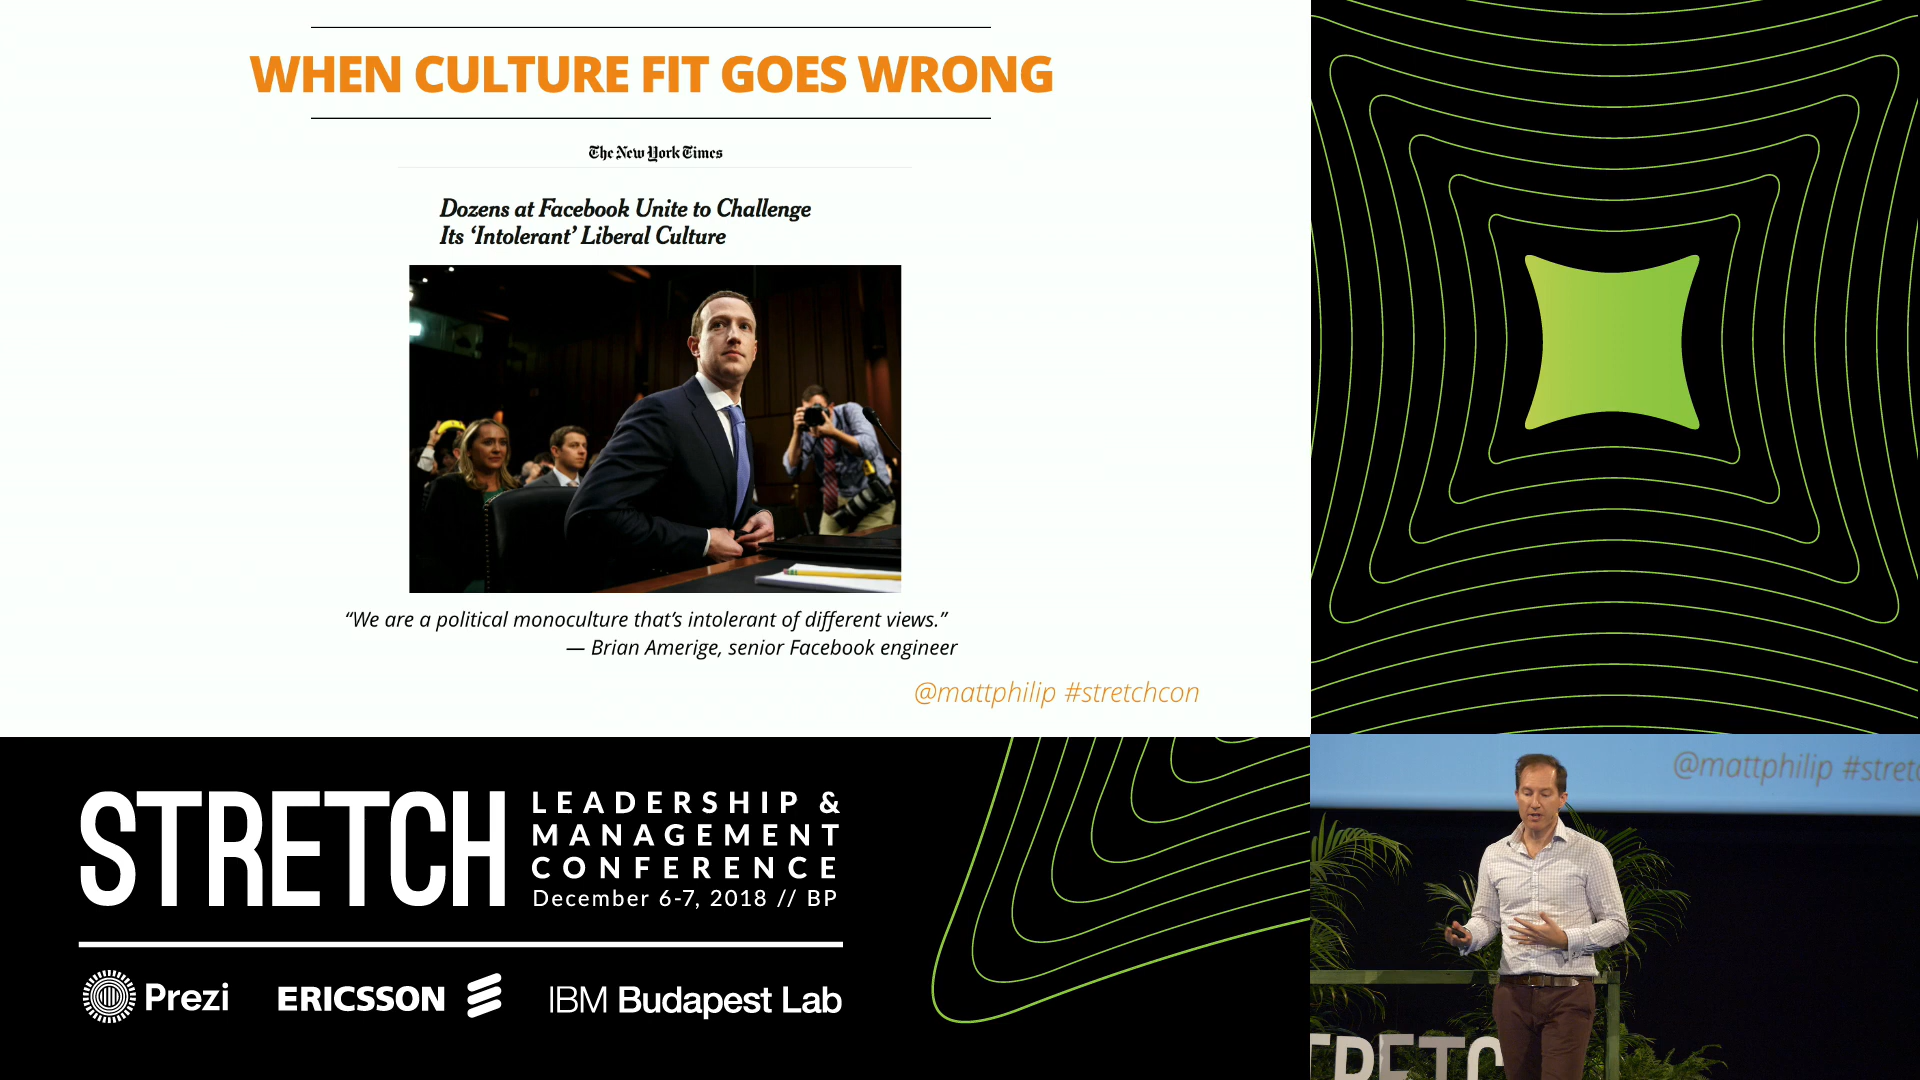 WHEN CULTURE FIT GOES WRONG
The New York Times
Dozens at Facebook Unite to Challenge
Its ‘Intolerant’ Liberal Culture
“We are a political monoculture that’s intolerant of different views.”
— Brian Amerige, senior Facebook engineer
@mattphilip #stretchcon
STRETCH
LEADERSHIP &
MANAGEMENT
CONFERENCE
December 6-7, 2018 // BP
Prezi
ERICSSON
IBM Budapest Lab
@mattphilip #stretc
TRETC